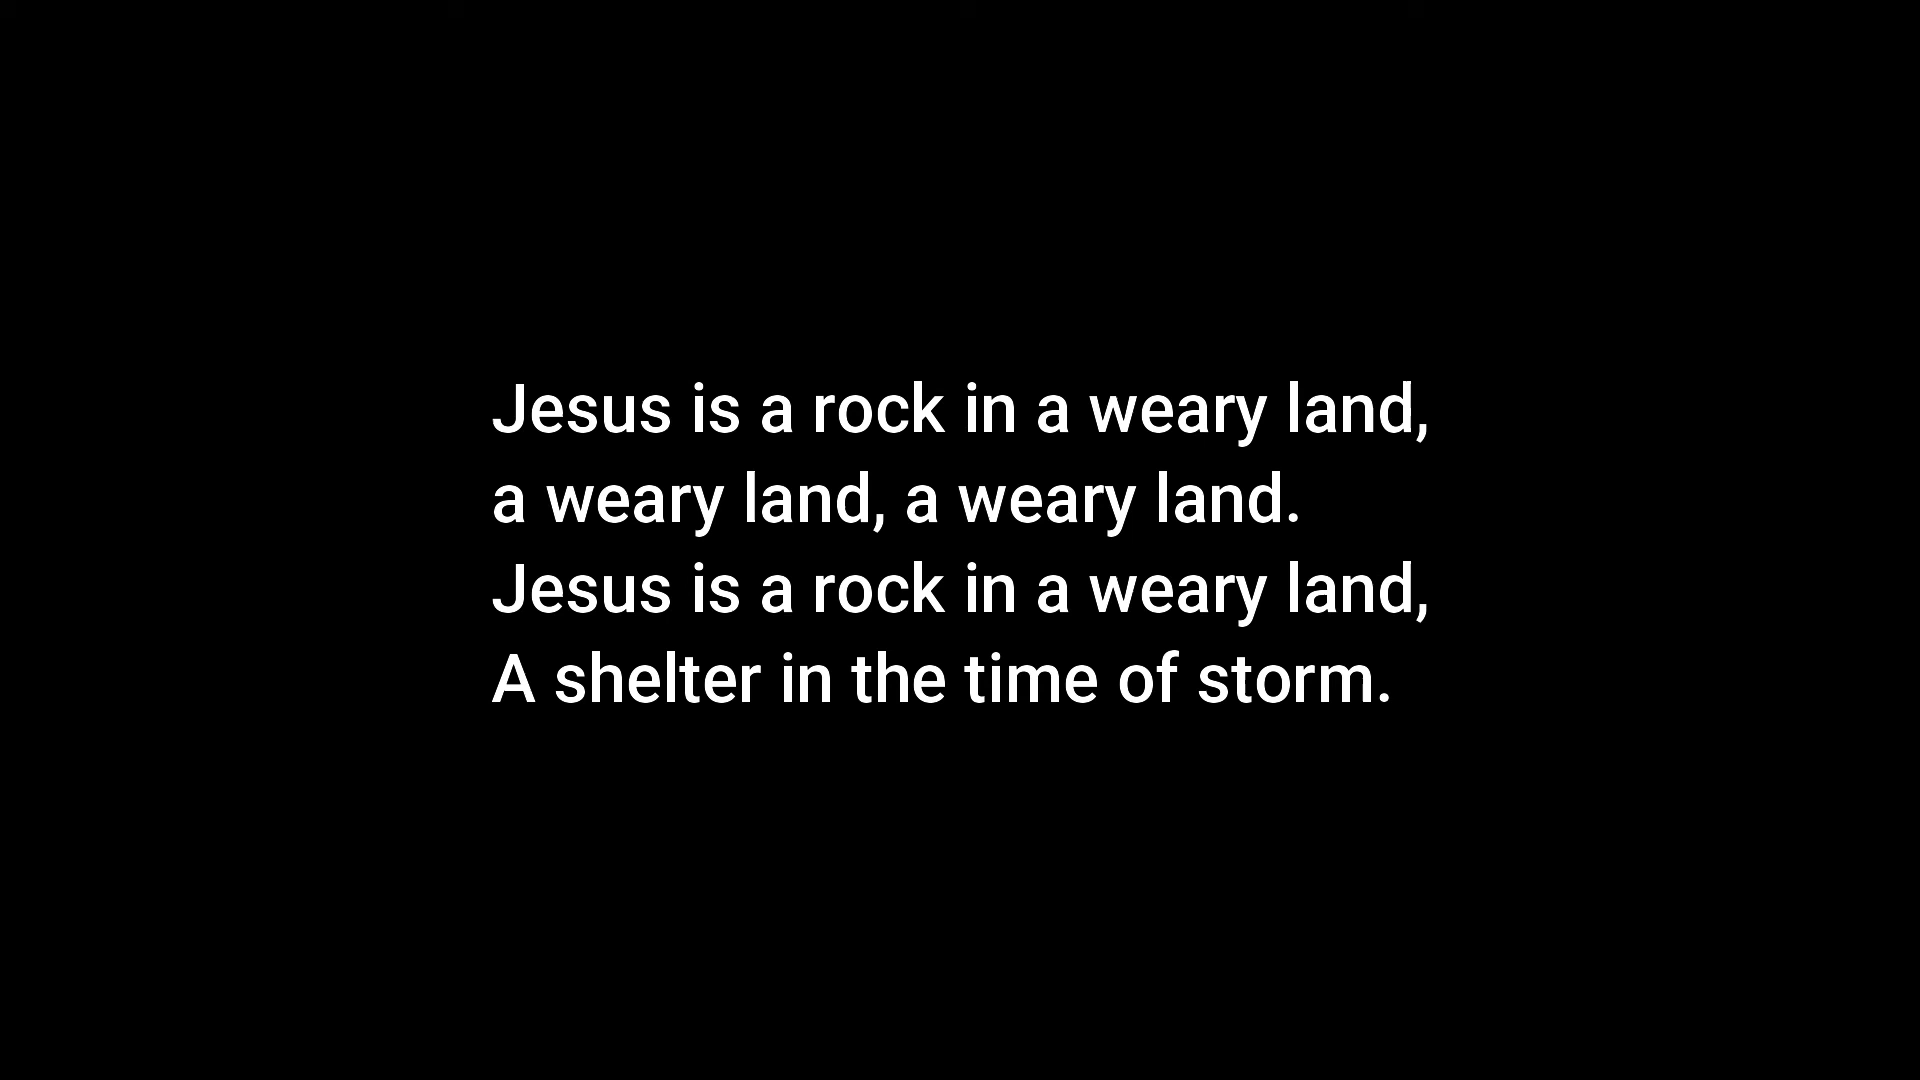 Jesus is a rock in a weary land,
a weary land, a weary land.
Jesus is a rock in a weary land,
A shelter in the time of storm.